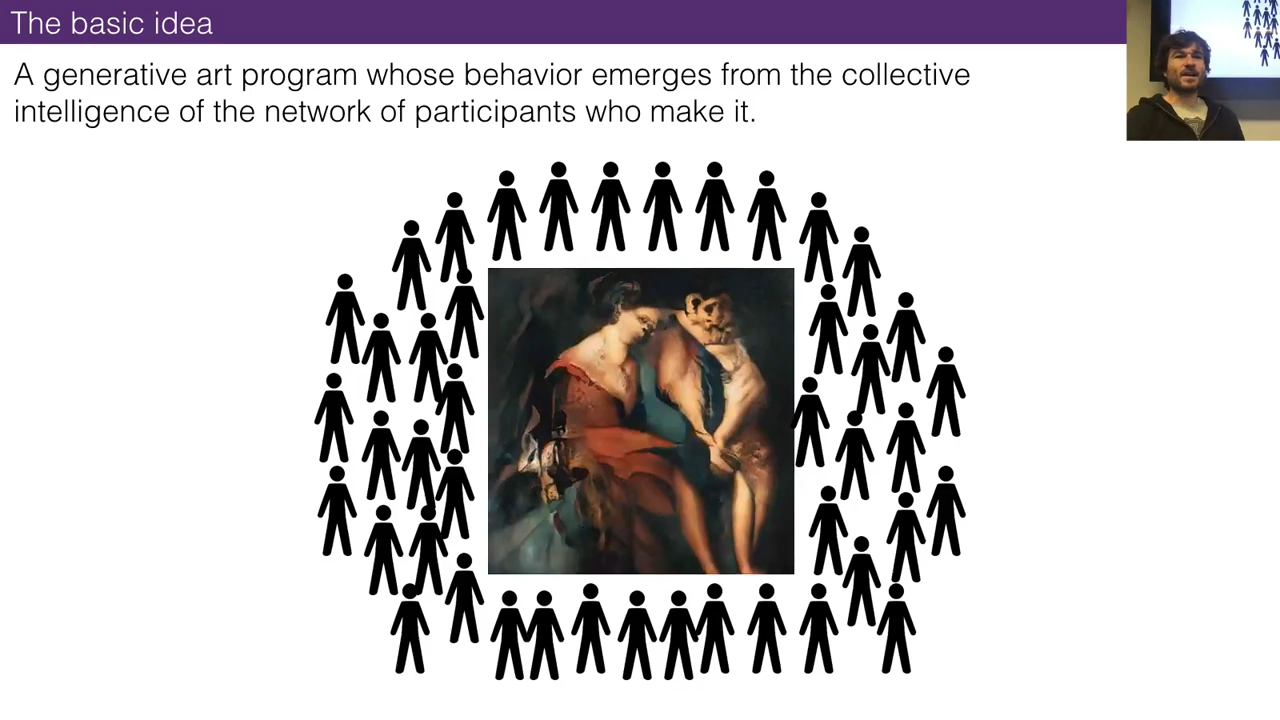 The basic idea
A generative art program whose behavior emerges from the collective
intelligence of the network of participants who make it.